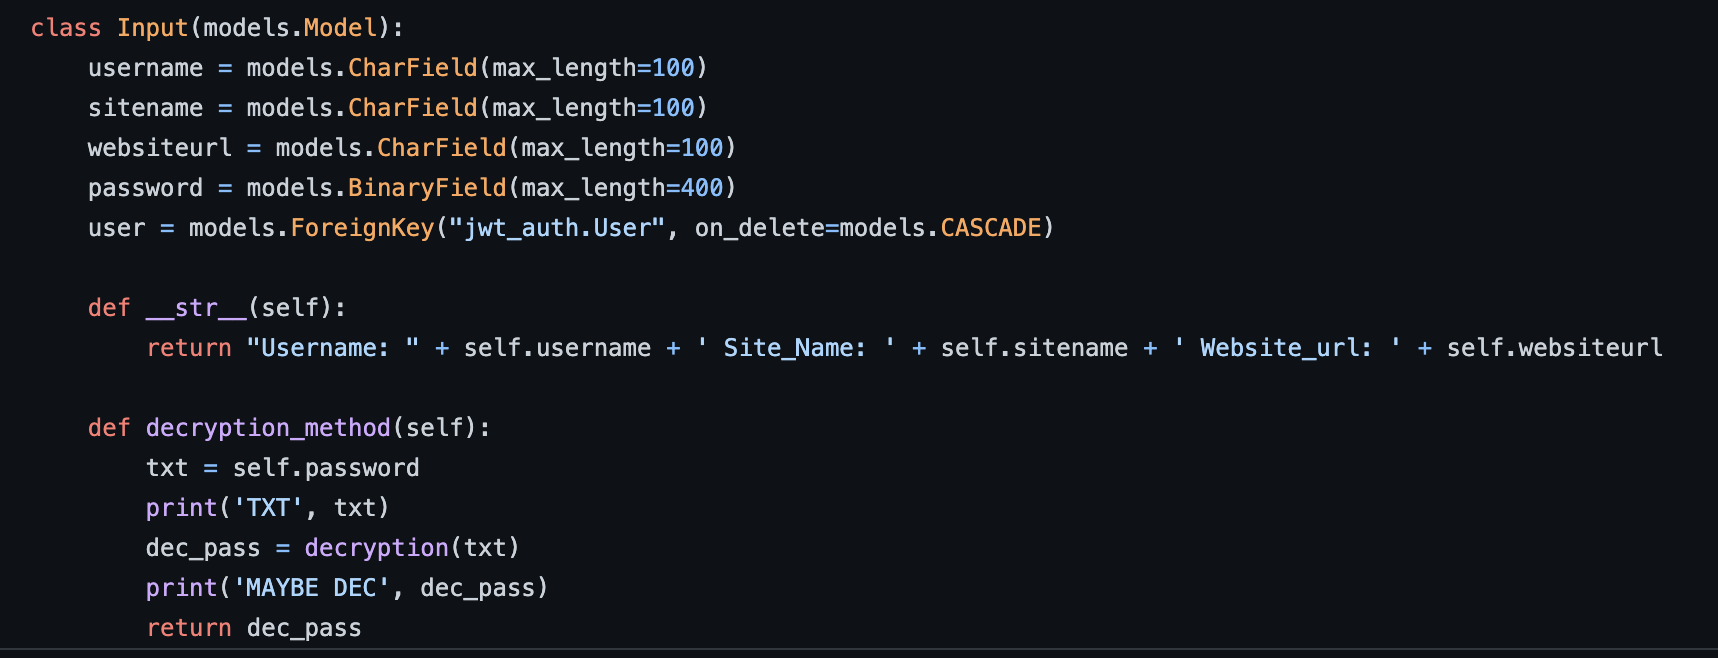 class Input(models.Model):
    username = models.CharField(max_length=100)
    sitename = models.CharField(max_length=100)
    websiteurl = models.CharField(max_length=100)
    password = models.BinaryField(max_length=400)
    user = models.ForeignKey("jwt_auth.User", on_delete=models.CASCADE)

    def __str__(self):
        return "Username: " + self.username + ' Site_Name: ' + self.sitename + ' Website_url: ' + self.websiteurl

    def decryption_method(self):
        txt = self.password
        print('TXT', txt)
        dec_pass = decryption(txt)
        print('MAYBE DEC', dec_pass)
        return dec_pass